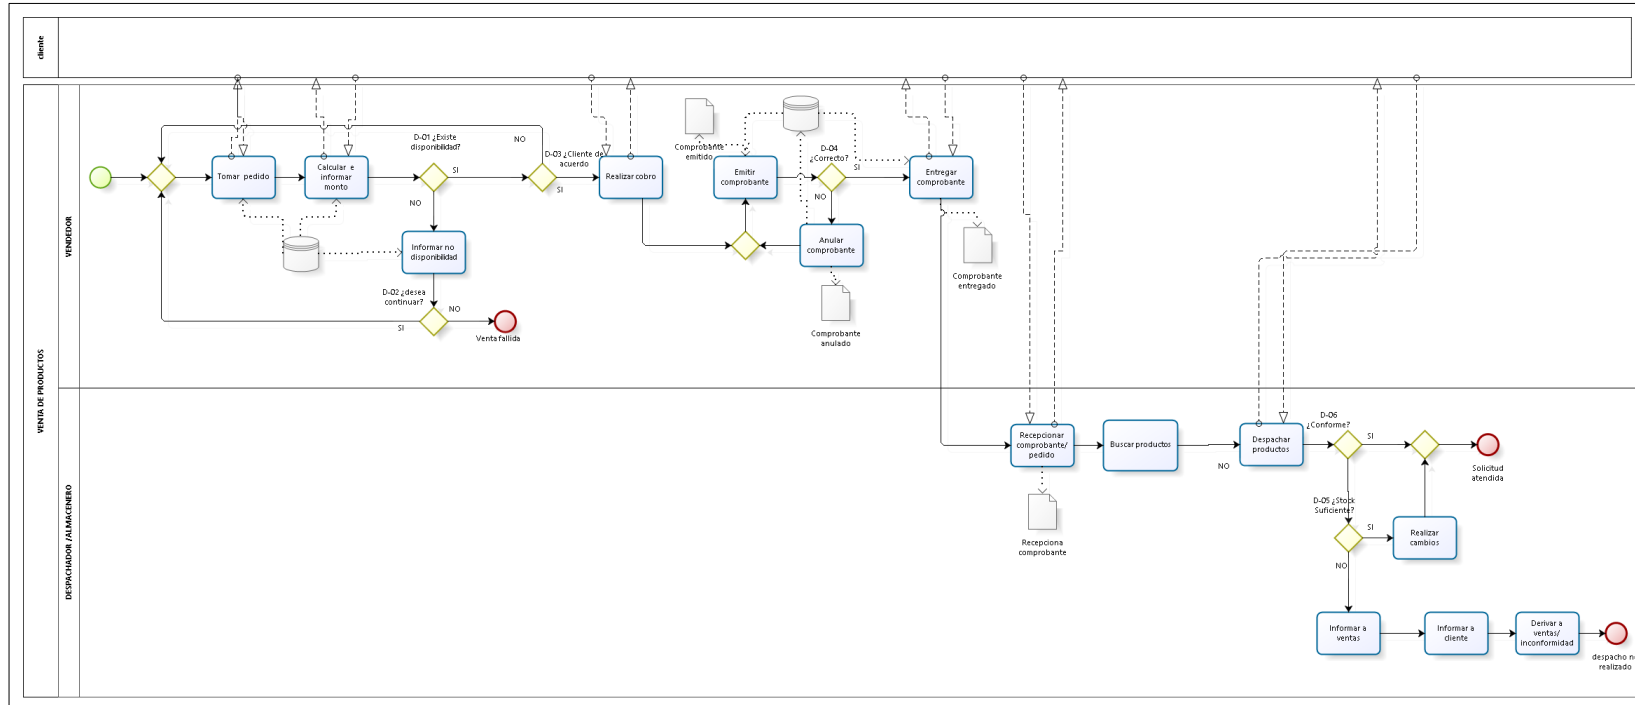 cliente
VENTA DE PRODUCTOS
VENDEDOR
D-01 ¿Existe
disponibilidad?
NO
D-03 ¿Cliente de
acuerdo
SI
SI
NO
Tomar pedido
Calcular e
informar
monto
Realizar cobro
Comprobante
emitido
Emitir
comprobante
D-04
¿Correcto?
SI
NO
Entregar
comprobante
Informar no
disponibilidad
Anular
comprobante
Comprobante
entregado
D-02 ¿desea
continuar?
NO
SI
Venta fallida
Comprobante
anulado
DESPACHADOR /ALMACENERO
Recepcionar
comprobante/
pedido
Buscar productos
NO
Despachar
productos
D-06
¿Conforme?
SI
Solicitud
atendida
Recepciona
comprobante
D-05 ¿Stock
Suficiente?
SI
NO
Realizar
cambios
Informar a
ventas
Informar a
cliente
Derivar a
ventas/
inconformidad
despacho
realizado